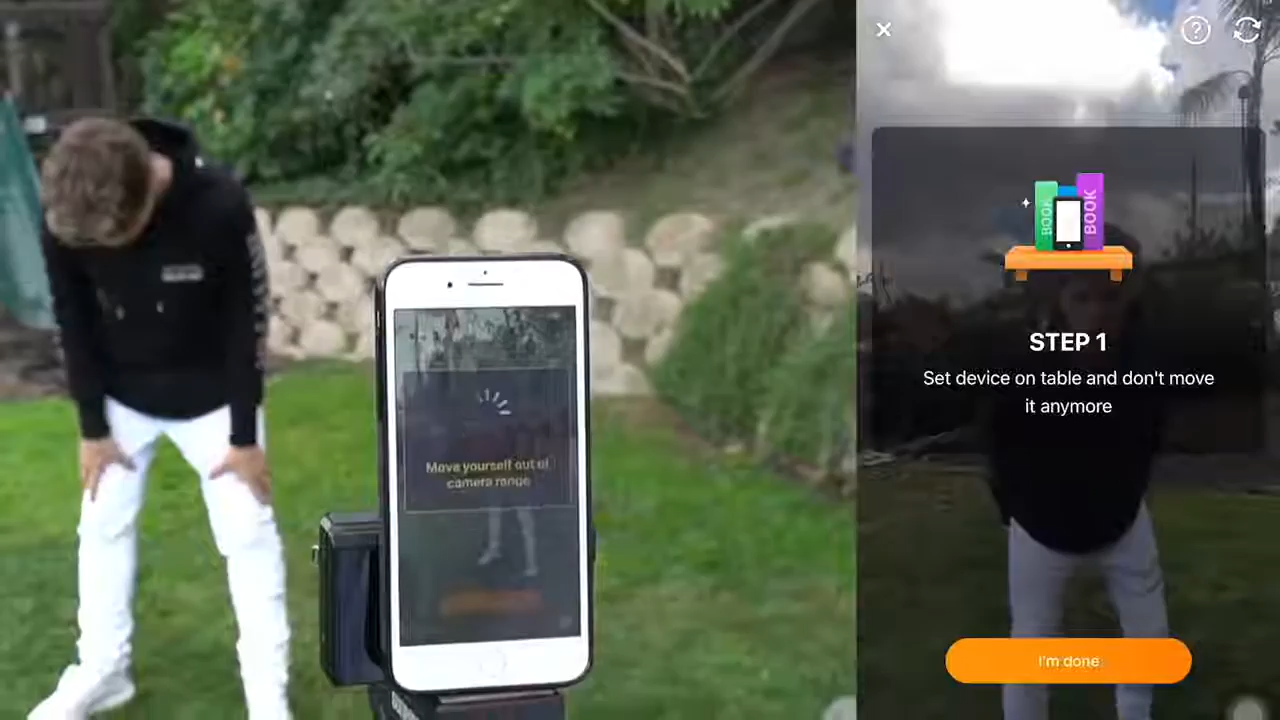 Move yourself out of
camera range
?
BOOK
BOOK
STEP 1
Set device on table and don't move
it anymore
I'm done